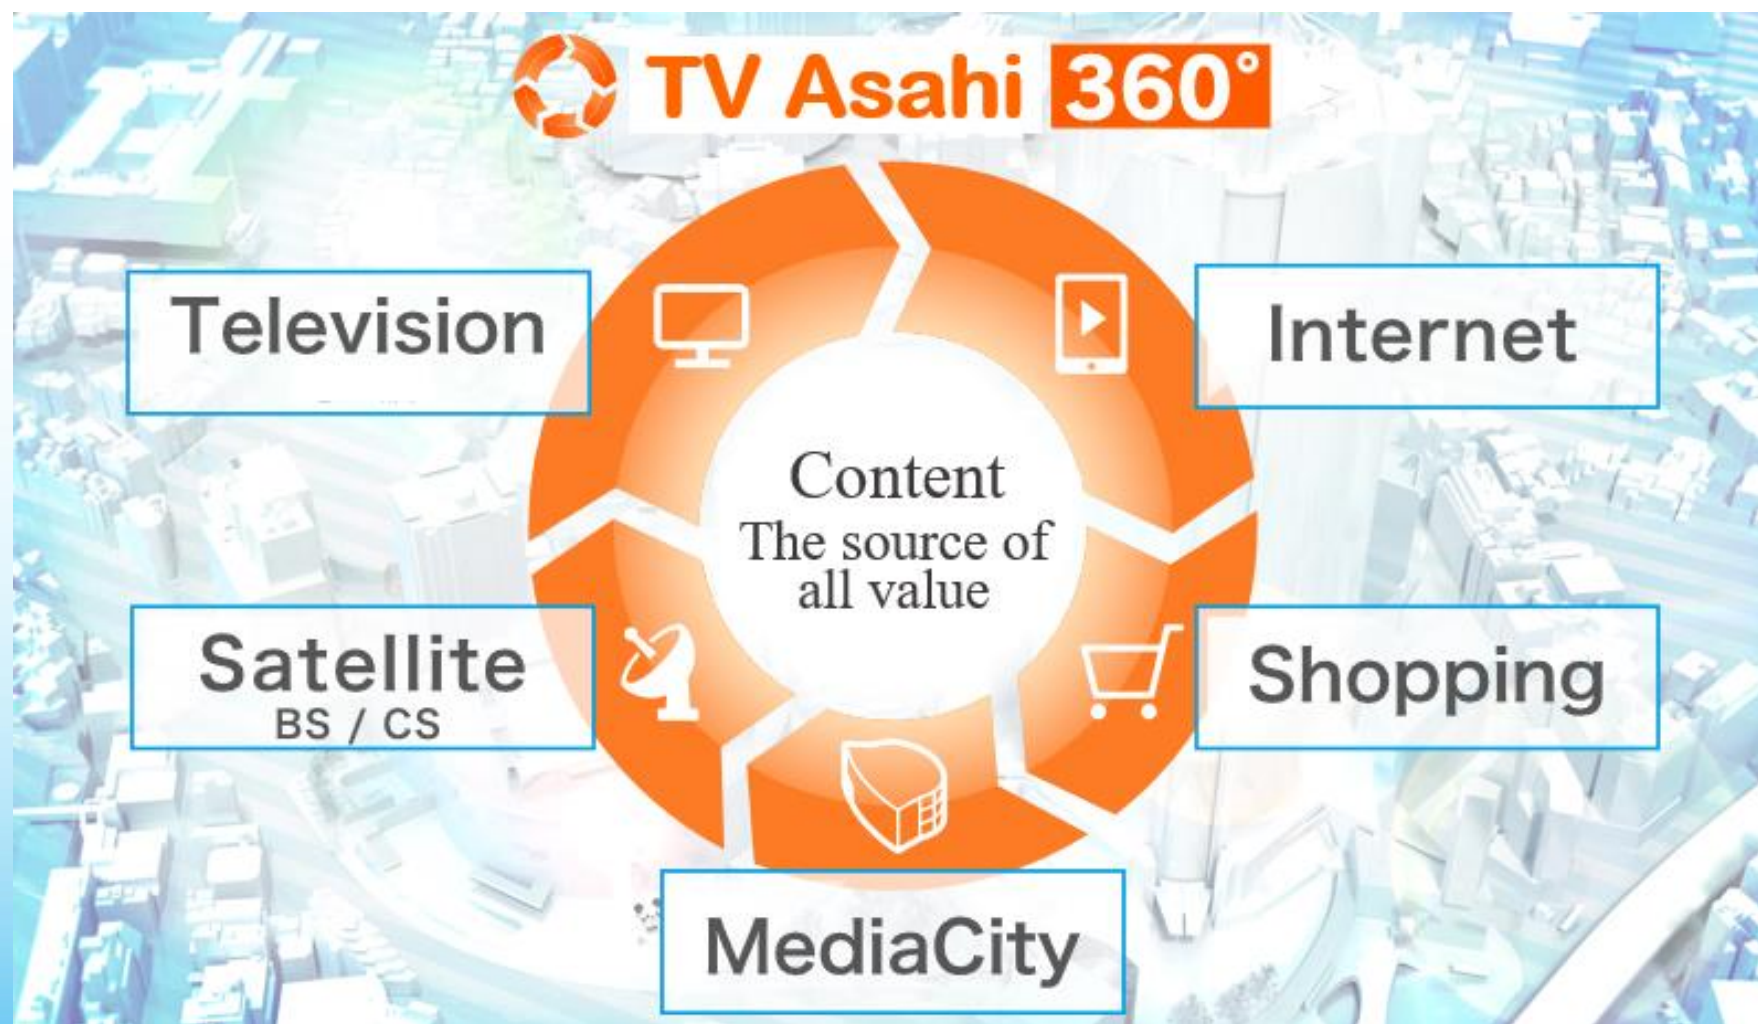 TV Asahi 360°
Television
Internet
Content
The source of
all value
Satellite
BS / CS
Shopping
MediaCity